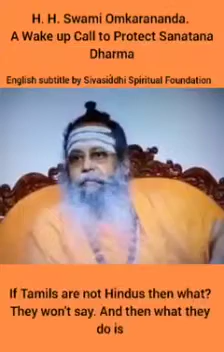 H. H. Swami Omkarananda.
A Wake up Call to Protect Sanatana
Dharma
English subtitle by Sivasiddhi Spiritual Foundation
If Tamils are not Hindus then what?
They won't say. And then what they
do is